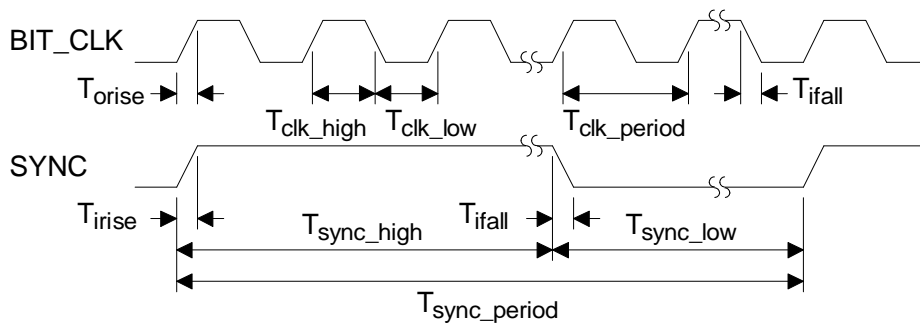 BIT_CLK
Torise
Tifall
Tclk_high
Tclk_low
Tclk_period
SYNC
Tirise
Tsync_high
Tifall
Tsync_low
Tsync_period